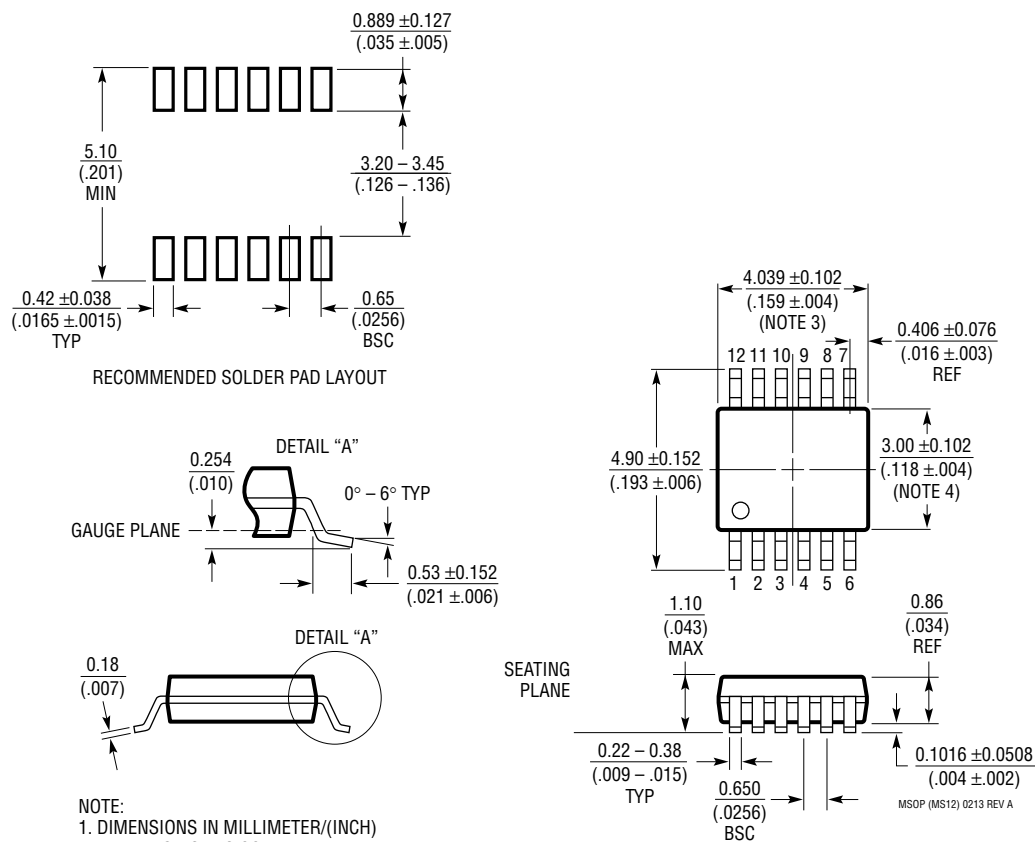 0.889 ±0.127
(.035 ±.005)
5.10
(.201)
MIN
3.20 – 3.45
(.126 – .136)
0.42 ±0.038
(.0165 ±.0015)
TYP
0.65
(.0256)
BSC
RECOMMENDED SOLDER PAD LAYOUT
4.039 ±0.102
(.159 ±.004)
(NOTE 3)
0.406 ±0.076
(.016 ±.003)
REF
12 11 10 9 8 7
4.90 ±0.152
(.193 ±.006)
3.00 ±0.102
(.118 ±.004)
(NOTE 4)
1 2 3 4 5 6
DETAIL “A”
0.254
(.010)
0° – 6° TYP
GAUGE PLANE
0.53 ±0.152
(.021 ±.006)
DETAIL “A”
0.18
(.007)
1.10
(.043)
MAX
0.86
(.034)
REF
SEATING
PLANE
0.22 – 0.38
(.009 – .015)
TYP
0.650
(.0256)
BSC
0.1016 ±0.0508
(.004 ±.002)
MSOP (MS12) 0213 REV A
NOTE:
1. DIMENSIONS IN MILLIMETER/(INCH)